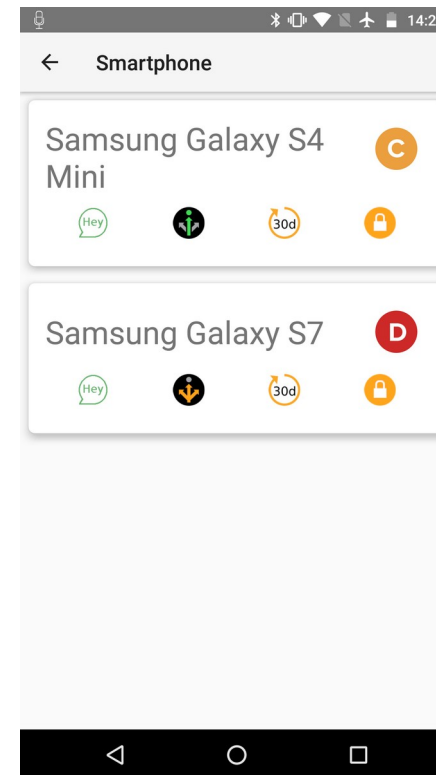 14:2
Smartphone
Samsung Galaxy S4
Mini
C
Hey
30d
Samsung Galaxy S7
D
Hey
30d